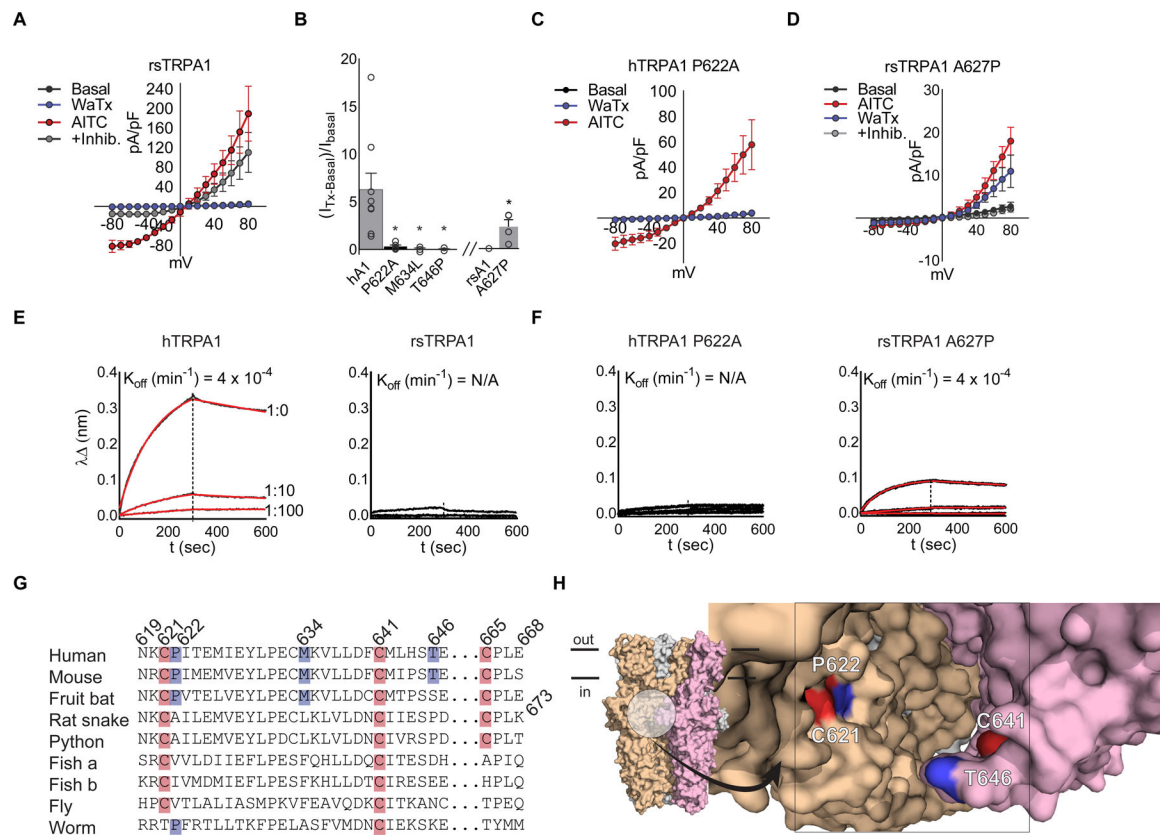 A
rsTRPA1
Basal
WaTx
AITC
+Inhib.
pA/pF
240
200
160
120
80
40
-80
-40
40
80
-80
mV
B
(I Tx-Basal)/I basal
20
15
10
5
0
hA1
P622A
M634L
T646P
rsA1
A627P
*
*
*
*
//
C
hTRPA1 P622A
Basal
WaTx
AITC
pA/pF
100
80
60
40
20
-80
-40
40
80
-20
mV
D
rsTRPA1 A627P
Basal
AITC
WaTx
+Inhib.
pA/pF
30
20
10
-80
-40
40
80
-10
mV
E
hTRPA1
Koff (min-1) = 4 x 10-4
λΔ (nm)
0.4
0.3
0.2
0.1
0.0
1:0
1:10
1:100
0 200 400 600
t (sec)
rsTRPA1
Koff (min-1) = N/A
0.4
0.3
0.2
0.1
0.0
0 200 400 600
t (sec)
F
hTRPA1 P622A
Koff (min-1) = N/A
0.4
0.3
0.2
0.1
0.0
0 200 400 600
t (sec)
rsTRPA1 A627P
Koff (min-1) = 4 x 10-4
0.4
0.3
0.2
0.1
0.0
0 200 400 600
t (sec)
G
619 621 622 634 641 646 665 668
Human NKCPITEMIEYLPECMKVLLDFCMLHSTE...CPLE
Mouse NKCPITEMIEYLPECMKVLLDFCMIPSTE...CPLS
Fruit bat NKCPVTELVEYLPECMKVLLDCCMIPSSE...CPLE
673
Rat snake NKCAILEMVEYLPECLKVLLDNCIIESPD...CPLK
Python NKCAILEMVEYLPDCLKVLLDNCIVRSPD...CPLT
Fish a SRCVVLDIIEFLPESFQHLLDTCITESDH...APIQ
Fish b KRCIVMDMIEFLPESFKHLLDTCIRESEE...HPLQ
Fly HPCVTLALIASMPKVFEAVQDKCITKANC...TPEQ
Worm RRTPFRTLLTKFPELASFVMDNCIEKSKE...TYMM
H
out
in
P622
C621
C641
T646